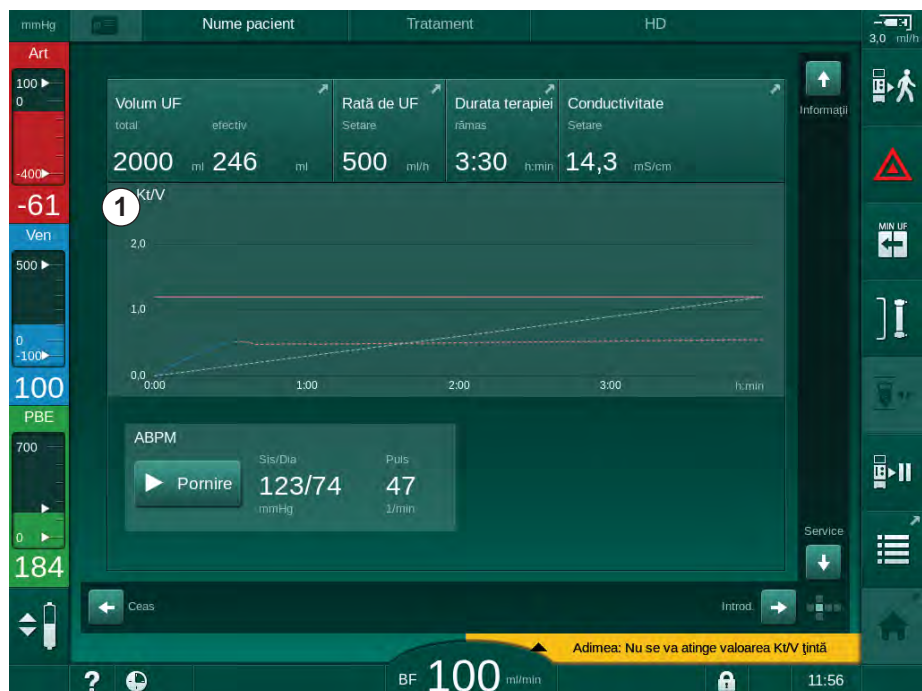 mmHg
Nume pacient
Tratament
HD
3,0 ml/h
Art
100
0
-400
-61
Ven
500
0
-100
100
PBE
700
0
184
Volum UF
total efectiv
2000 ml 246 ml
Rată de UF
Setare
500 ml/h
Durata terapiei
rămas
3:30 h:min
Conductivitate
Setare
14,3 mS/cm
Informații
MIN UF
1
Kt/V
2,0
1,0
0,0
0:00 1:00 2:00 3:00 h:min
ABPM
Pornire
Sis/Dia
123/74
mmHg
Puls
47
1/min
Service
Ceas
Introd.
Adimea: Nu se va atinge valoarea Kt/V țintă
?
BF 100 ml/min
11:56